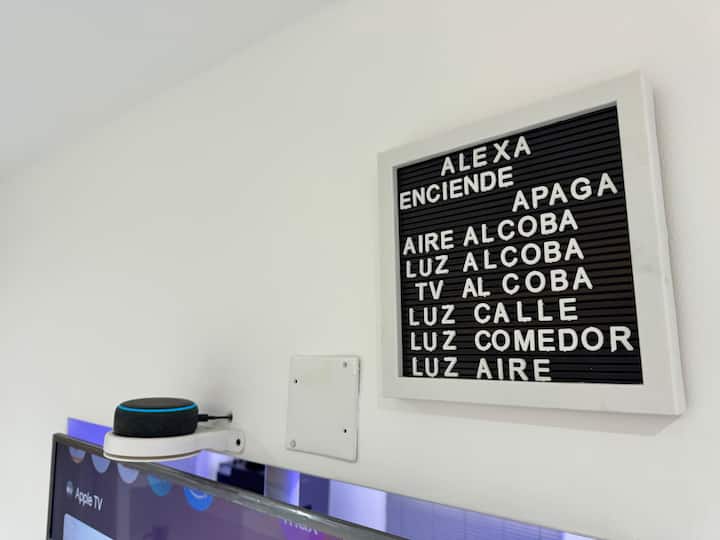 ALEXA
ENCIENDE
APAGA
AIRE ALCOBA
LUZ ALCOBA
TV ALCOBA
LUZ CALLE
LUZ COMEDOR
LUZ AIRE
Apple TV